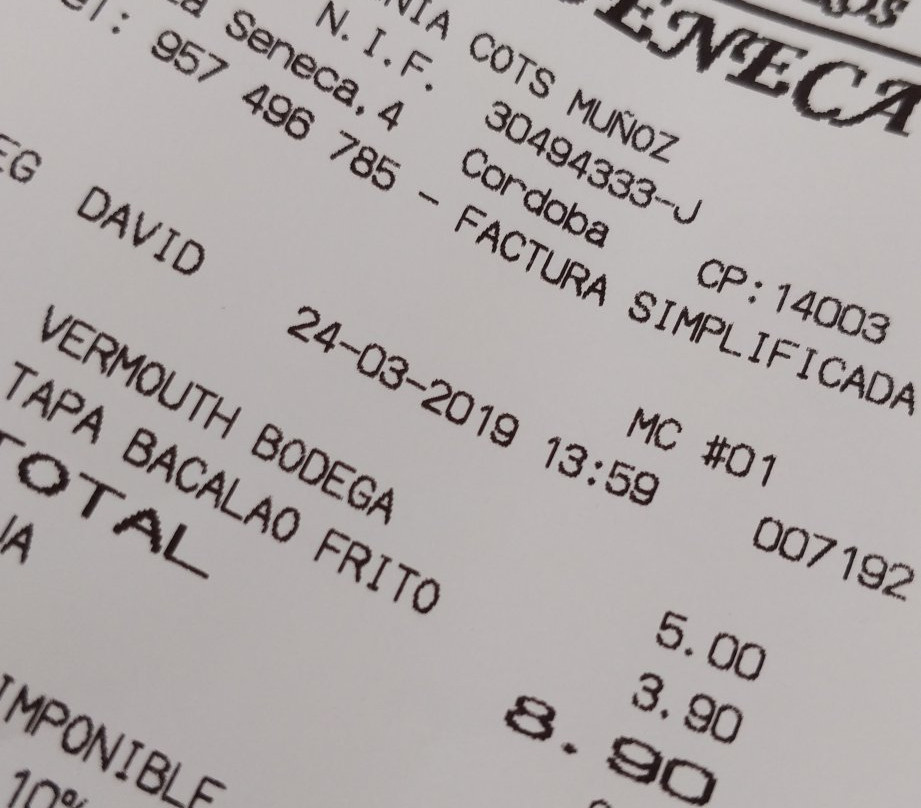 SENECA
COTS MUÑOZ
N.I.F. 30494333-J
Seneca,4 Cordoba CP:14003
957 496 785 - FACTURA SIMPLIFICADA
DAVID MC #01
24-03-2019 13:59 007192
VERMOUTH BODEGA 5.00
TAPA BACALAO FRITO 3.90
TOTAL 8.90
IMPONIBLE
10%